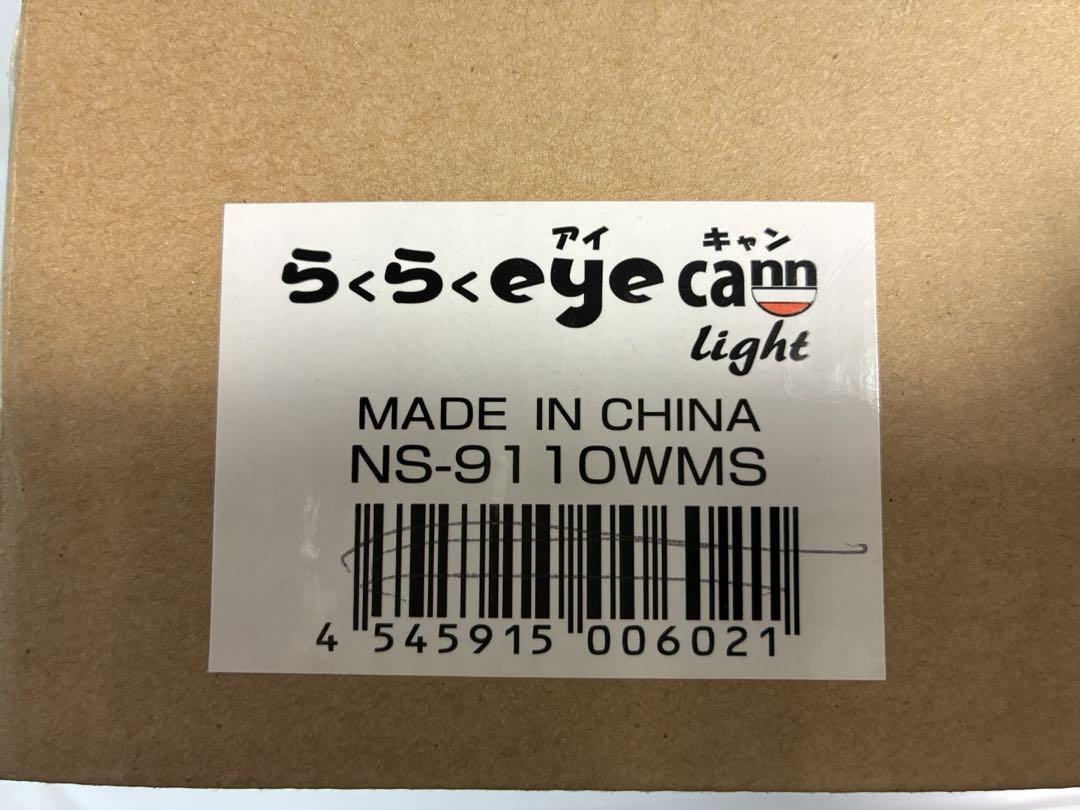 アイ キャン
らくらくeye cann
light
MADE IN CHINA
NS-9110WMS
4 545915 006021